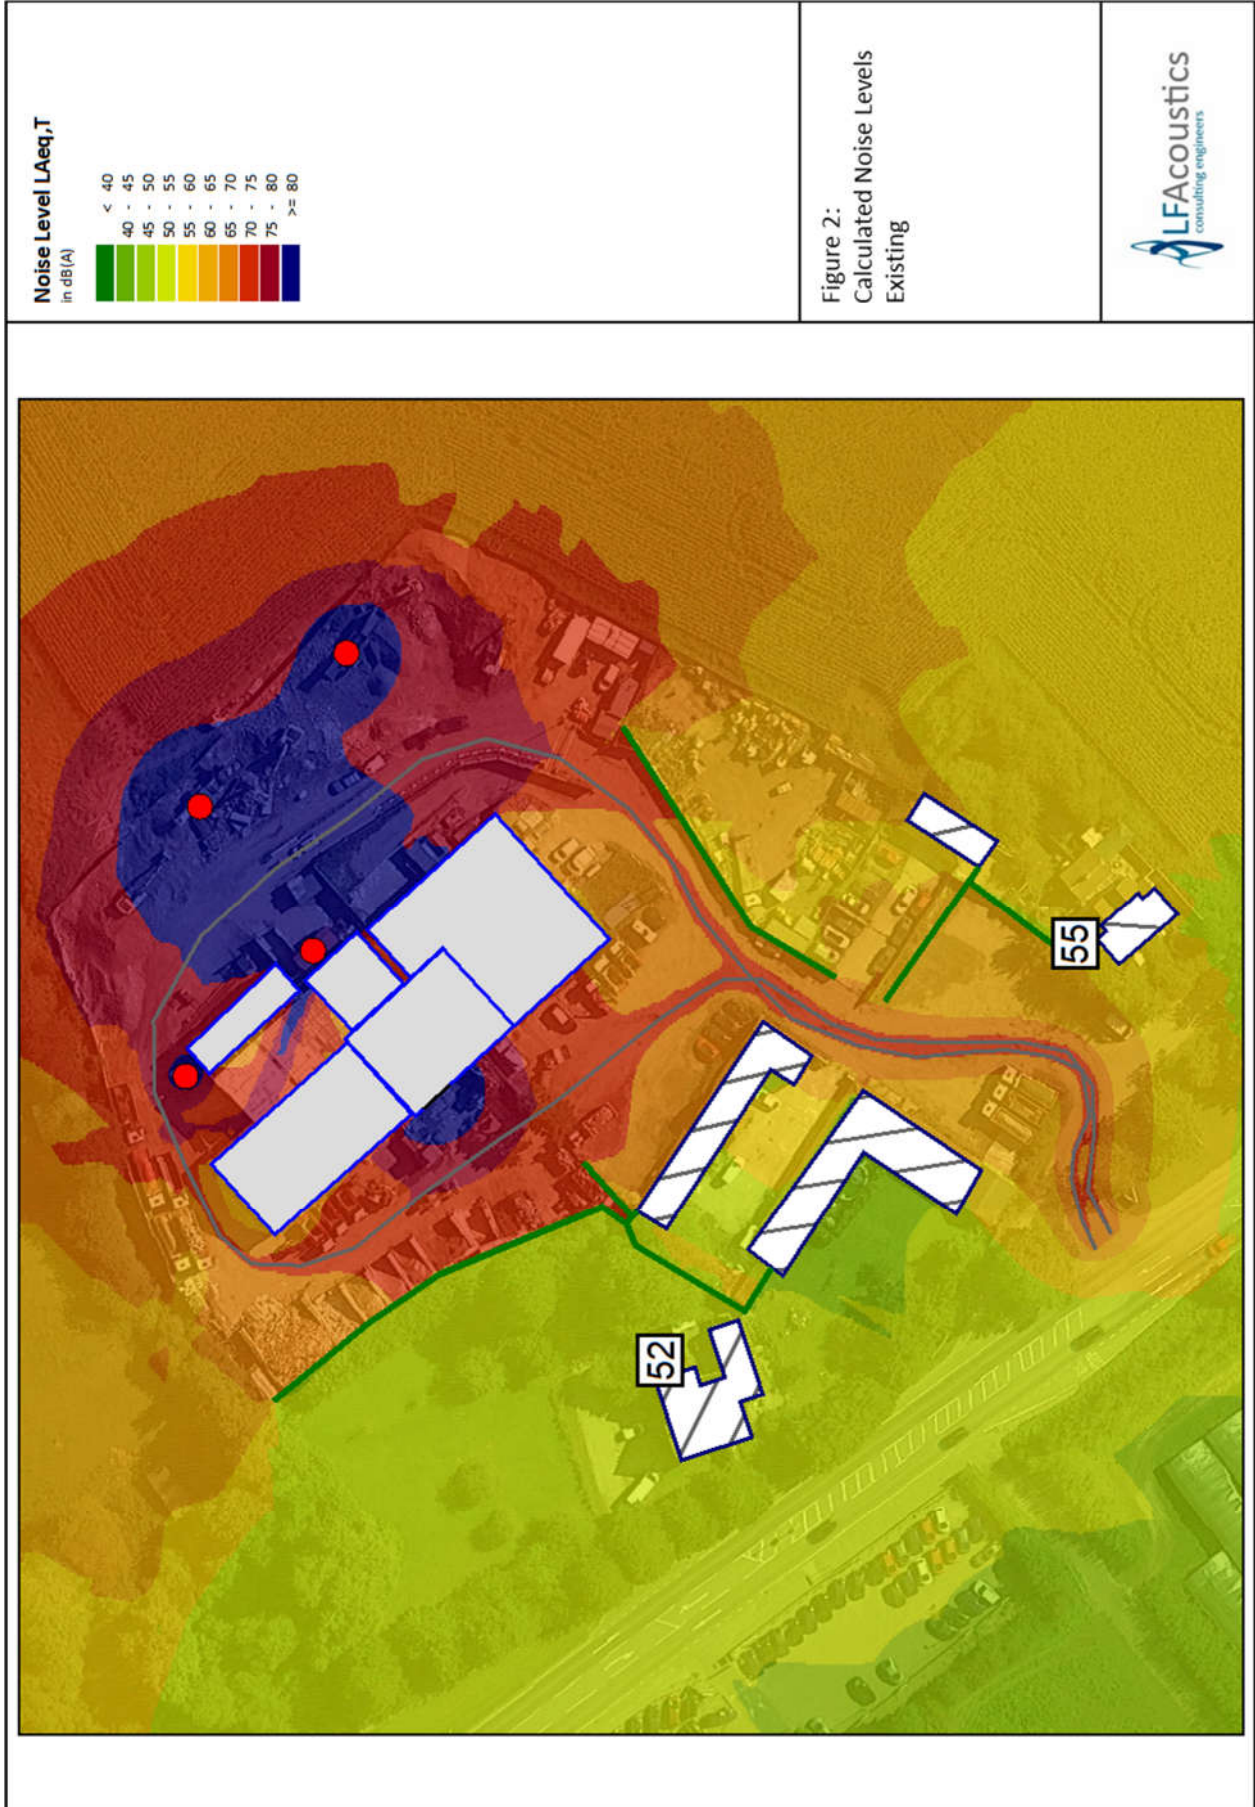 Noise Level LAeq,T
in dB(A)
< 40
40 - 45
45 - 50
50 - 55
55 - 60
60 - 65
65 - 70
70 - 75
75 - 80
>= 80
Figure 2:
Calculated Noise Levels
Existing
LFAcoustics
consulting engineers
52
55